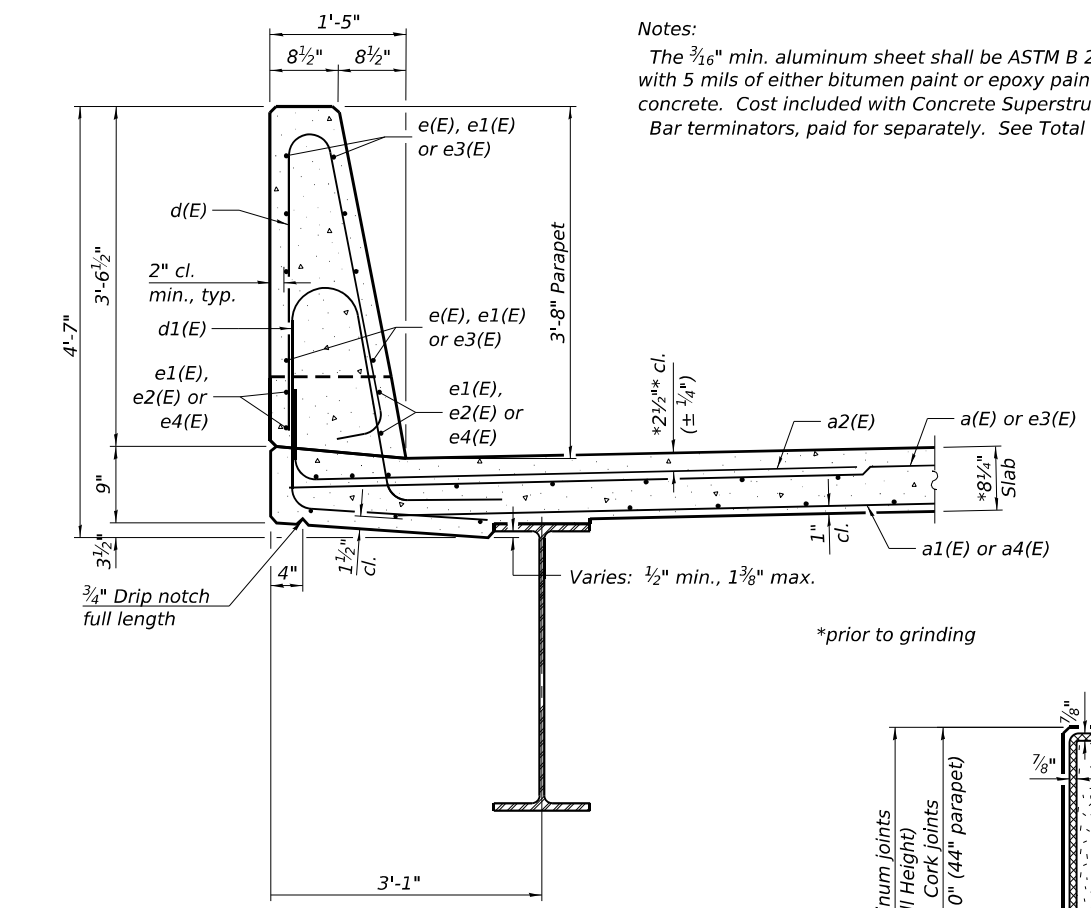 1'-5"
8½" 8½"
Notes:
The 3/16" min. aluminum sheet shall be ASTM B 2
with 5 mils of either bitumen paint or epoxy pain
concrete. Cost included with Concrete Superstru
Bar terminators, paid for separately. See Total
e(E), e1(E)
or e3(E)
d(E)
3'-6½"
2" cl.
min., typ.
4'-7"
d1(E)
e(E), e1(E)
or e3(E)
3'-8" Parapet
e1(E),
e2(E) or
e4(E)
e1(E),
e2(E) or
e4(E)
*2½"* cl.
(± ¼")
a2(E)
a(E) or e3(E)
9"
*8¼"
Slab
3½"
1½"
cl.
1"
cl.
a1(E) or a4(E)
4"
Varies: ½" min., 1⅜" max.
¾" Drip notch
full length
*prior to grinding
⅞"
⅞"
num joints
Height)
Cork joints
0" (44" parapet)
3'-1"